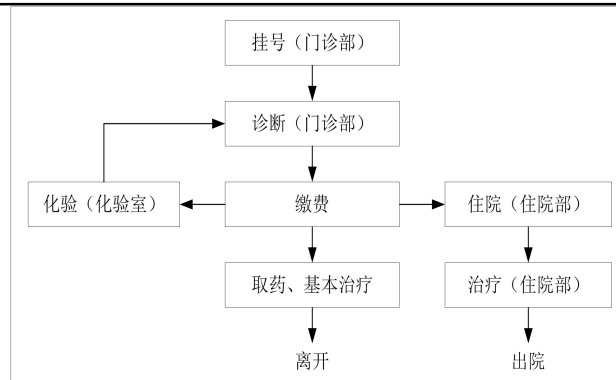 挂号（门诊部）
诊断（门诊部）
化验（化验室）
缴费
住院（住院部）
取药、基本治疗
治疗（住院部）
离开
出院